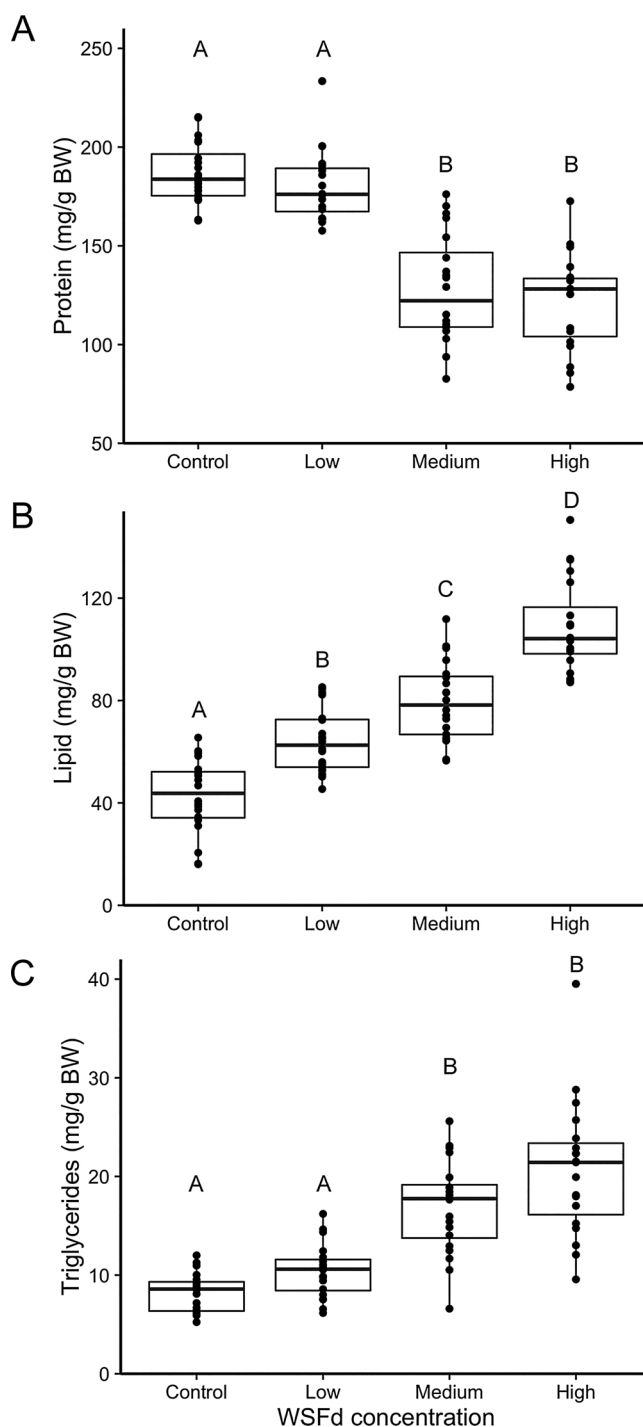 A
Protein (mg/g BW)
250
200
150
100
50
A
A
B
B
Control
Low
Medium
High
B
Lipid (mg/g BW)
120
80
40
0
A
B
C
D
Control
Low
Medium
High
C
Triglycerides (mg/g BW)
40
30
20
10
0
A
A
B
B
Control
Low
Medium
High
WSFd concentration